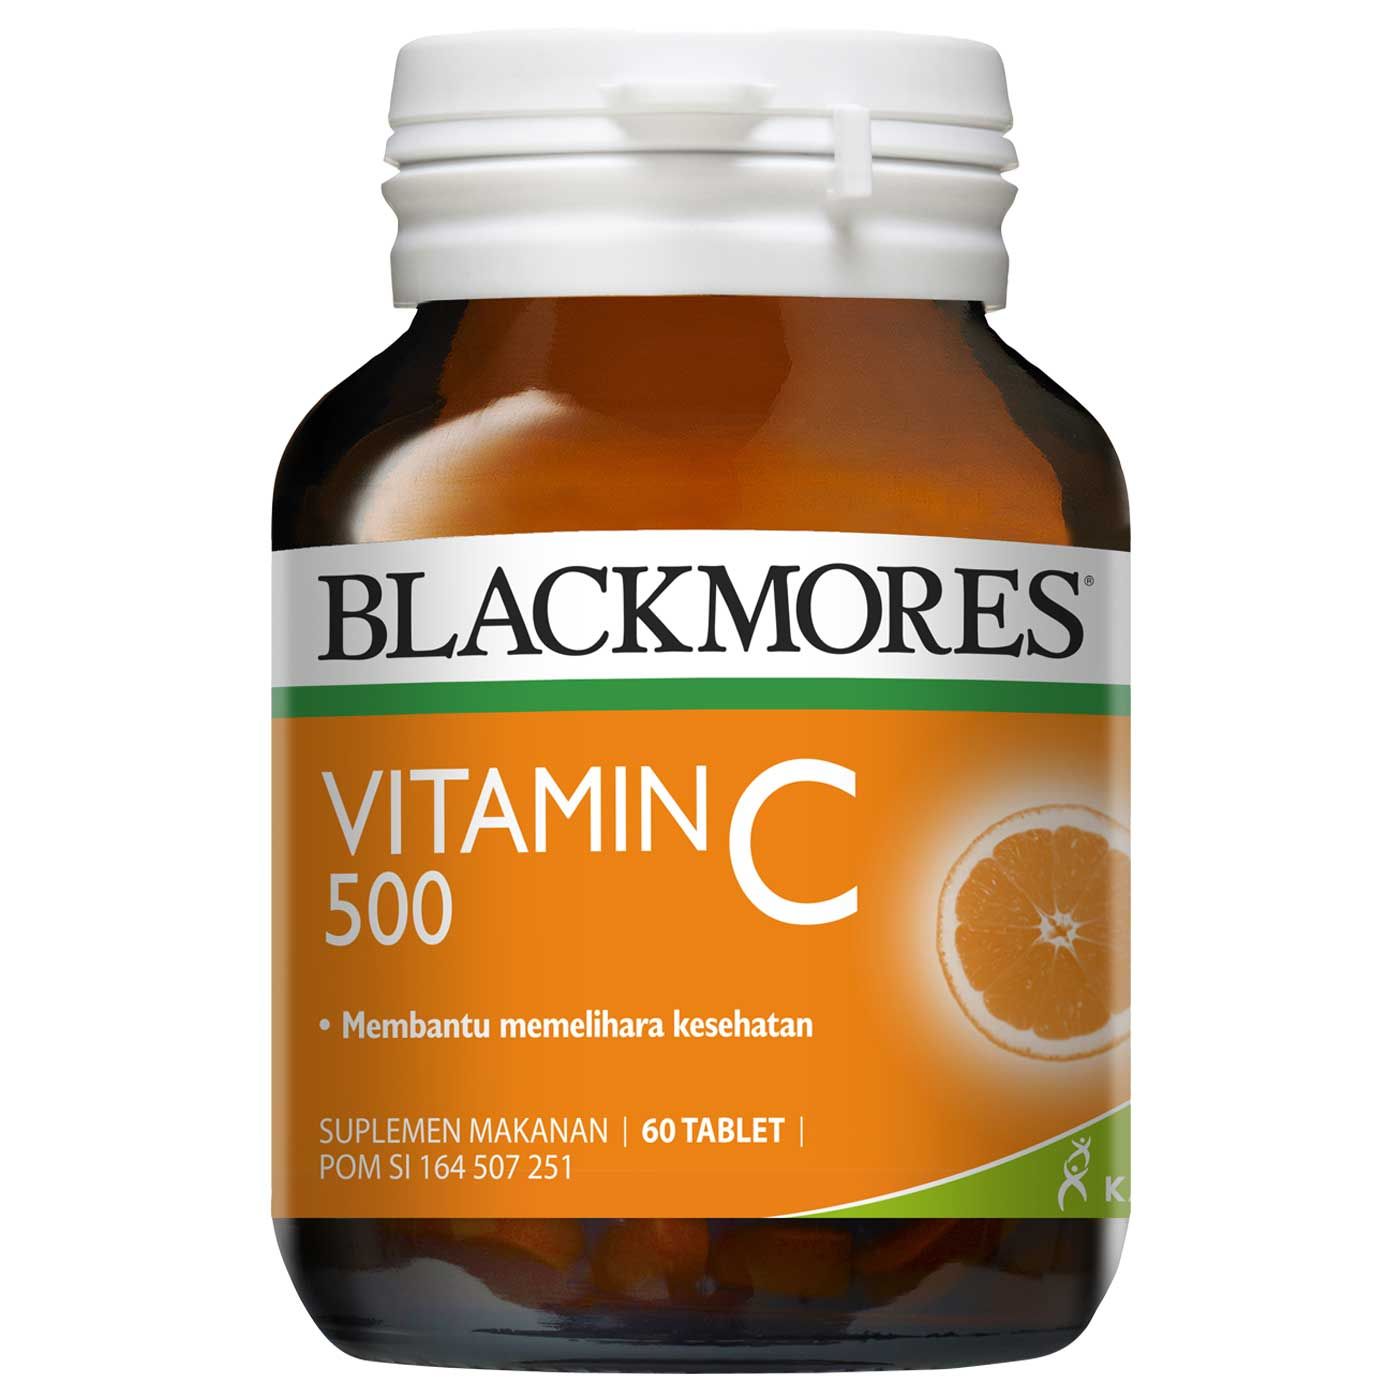 BLACKMORES®
VITAMIN C
500
• Membantu memelihara kesehatan
SUPLEMEN MAKANAN | 60 TABLET |
POM SI 164 507 251